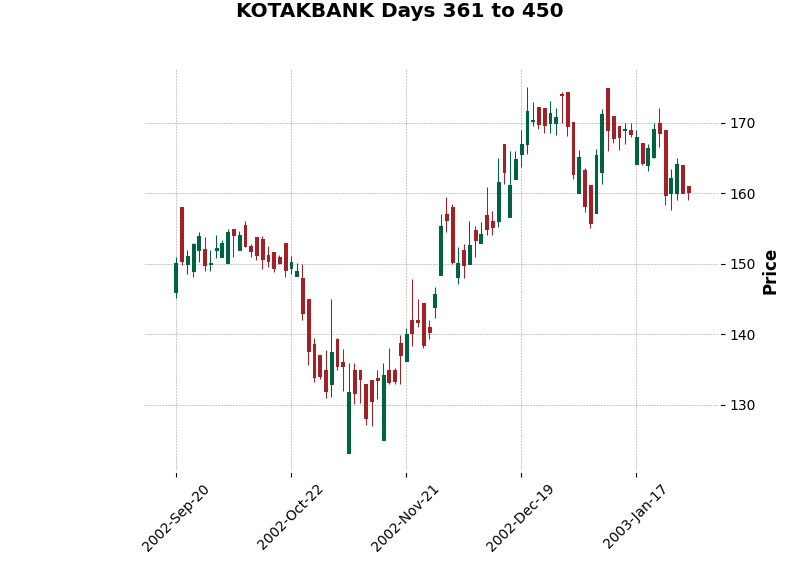 KOTAKBANK Days 361 to 450
170
160
150
140
130
Price
2002-Sep-20
2002-Oct-22
2002-Nov-21
2002-Dec-19
2003-Jan-17